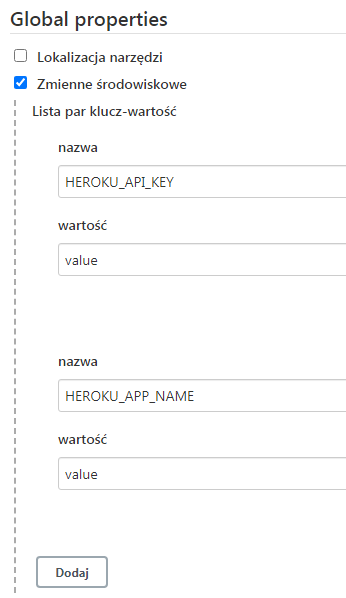 Global properties
Lokalizacja narzędzi
Zmienne środowiskowe
Lista par klucz-wartość
nazwa
HEROKU_API_KEY
wartość
value
nazwa
HEROKU_APP_NAME
wartość
value
Dodaj